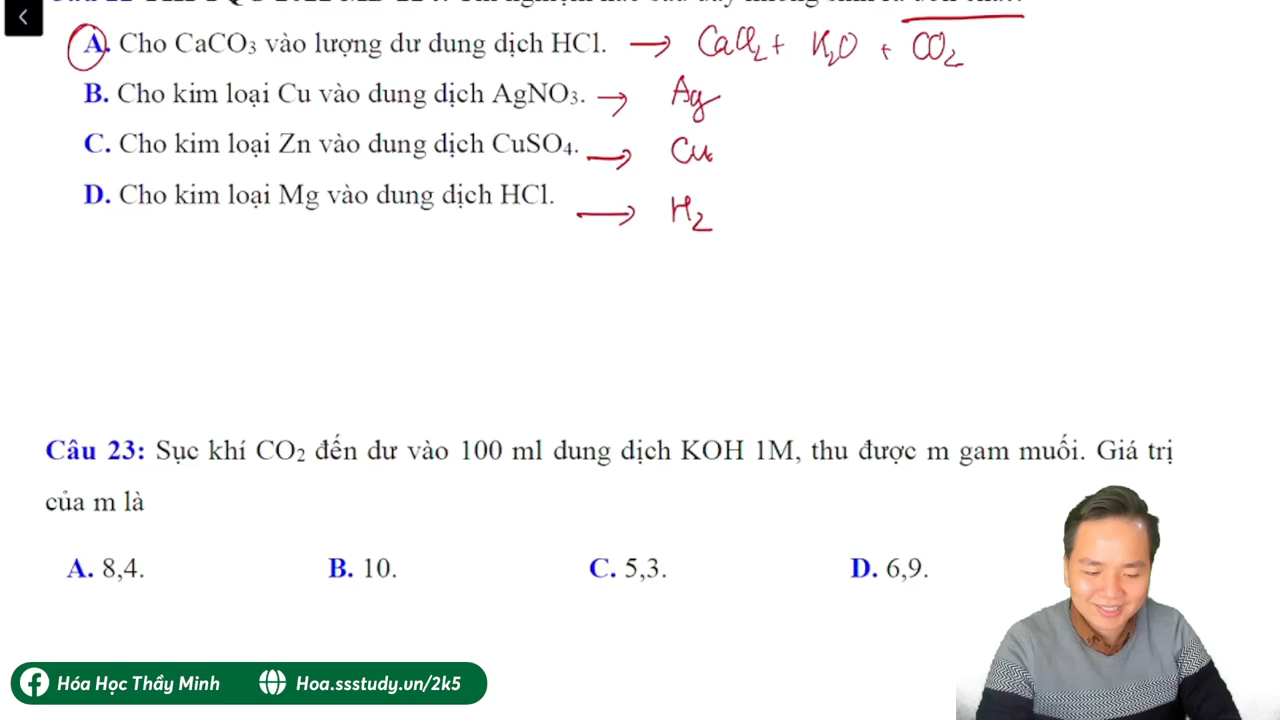 A. Cho CaCO₃ vào lượng dư dung dịch HCl. → CaCl₂ + H₂O + CO₂
B. Cho kim loại Cu vào dung dịch AgNO₃. → Ag
C. Cho kim loại Zn vào dung dịch CuSO₄. → Cu
D. Cho kim loại Mg vào dung dịch HCl. → H₂
Câu 23: Sục khí CO₂ đến dư vào 100 ml dung dịch KOH 1M, thu được m gam muối. Giá trị
của m là
A. 8,4. B. 10. C. 5,3. D. 6,9.
Hóa Học Thầy Minh Hoa.ssstudy.vn/2k5